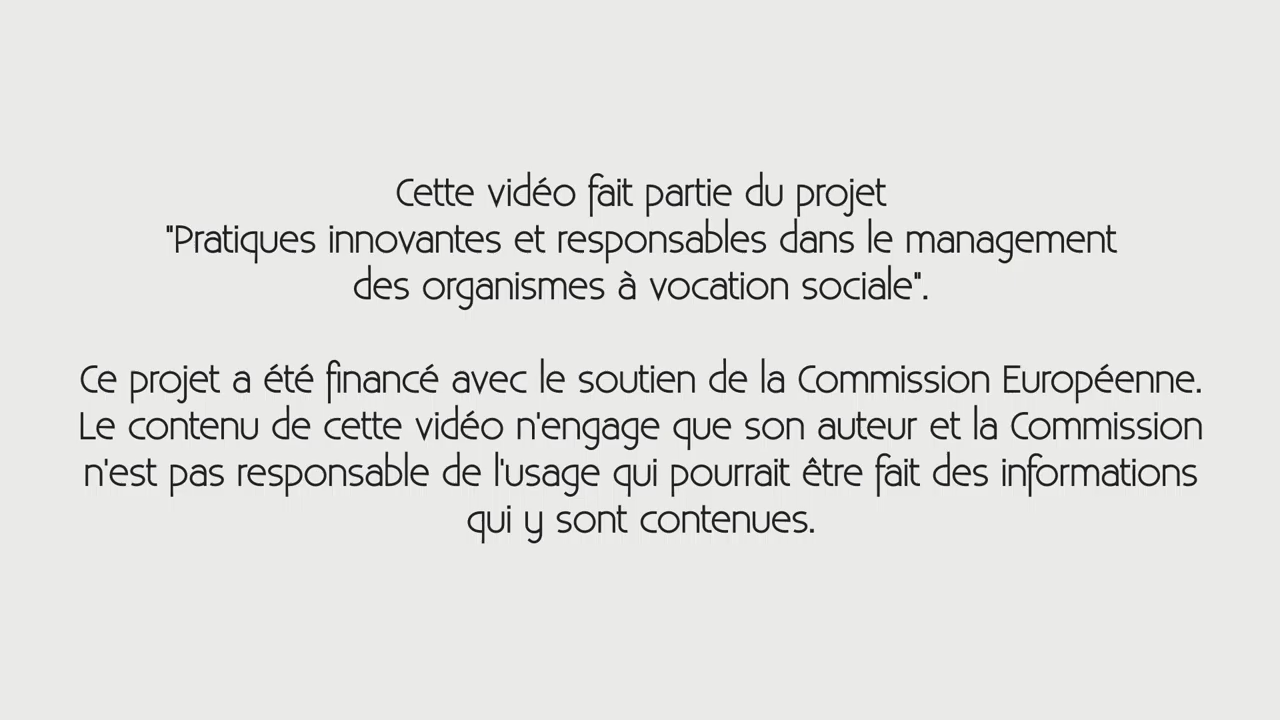 Cette vidéo fait partie du projet
"Pratiques innovantes et responsables dans le management
des organismes à vocation sociale".
Ce projet a été financé avec le soutien de la Commission Européenne.
Le contenu de cette vidéo n'engage que son auteur et la Commission
n'est pas responsable de l'usage qui pourrait être fait des informations
qui y sont contenues.